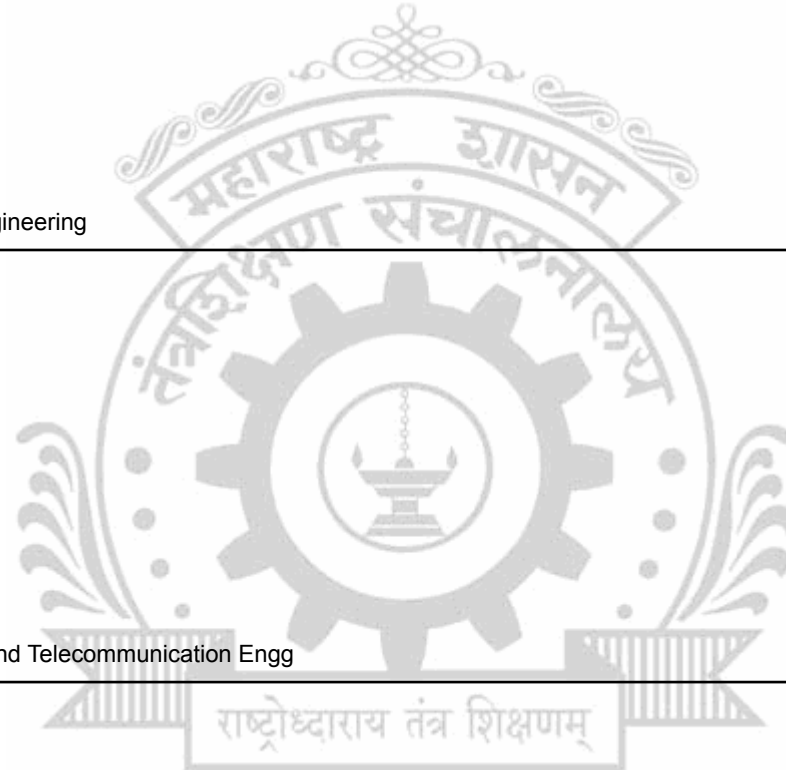 महाराष्ट्र शासन
gineering
तंत्रशिक्षण संचालनालय
nd Telecommunication Engg
राष्ट्रोध्दाराय तंत्र शिक्षणम्